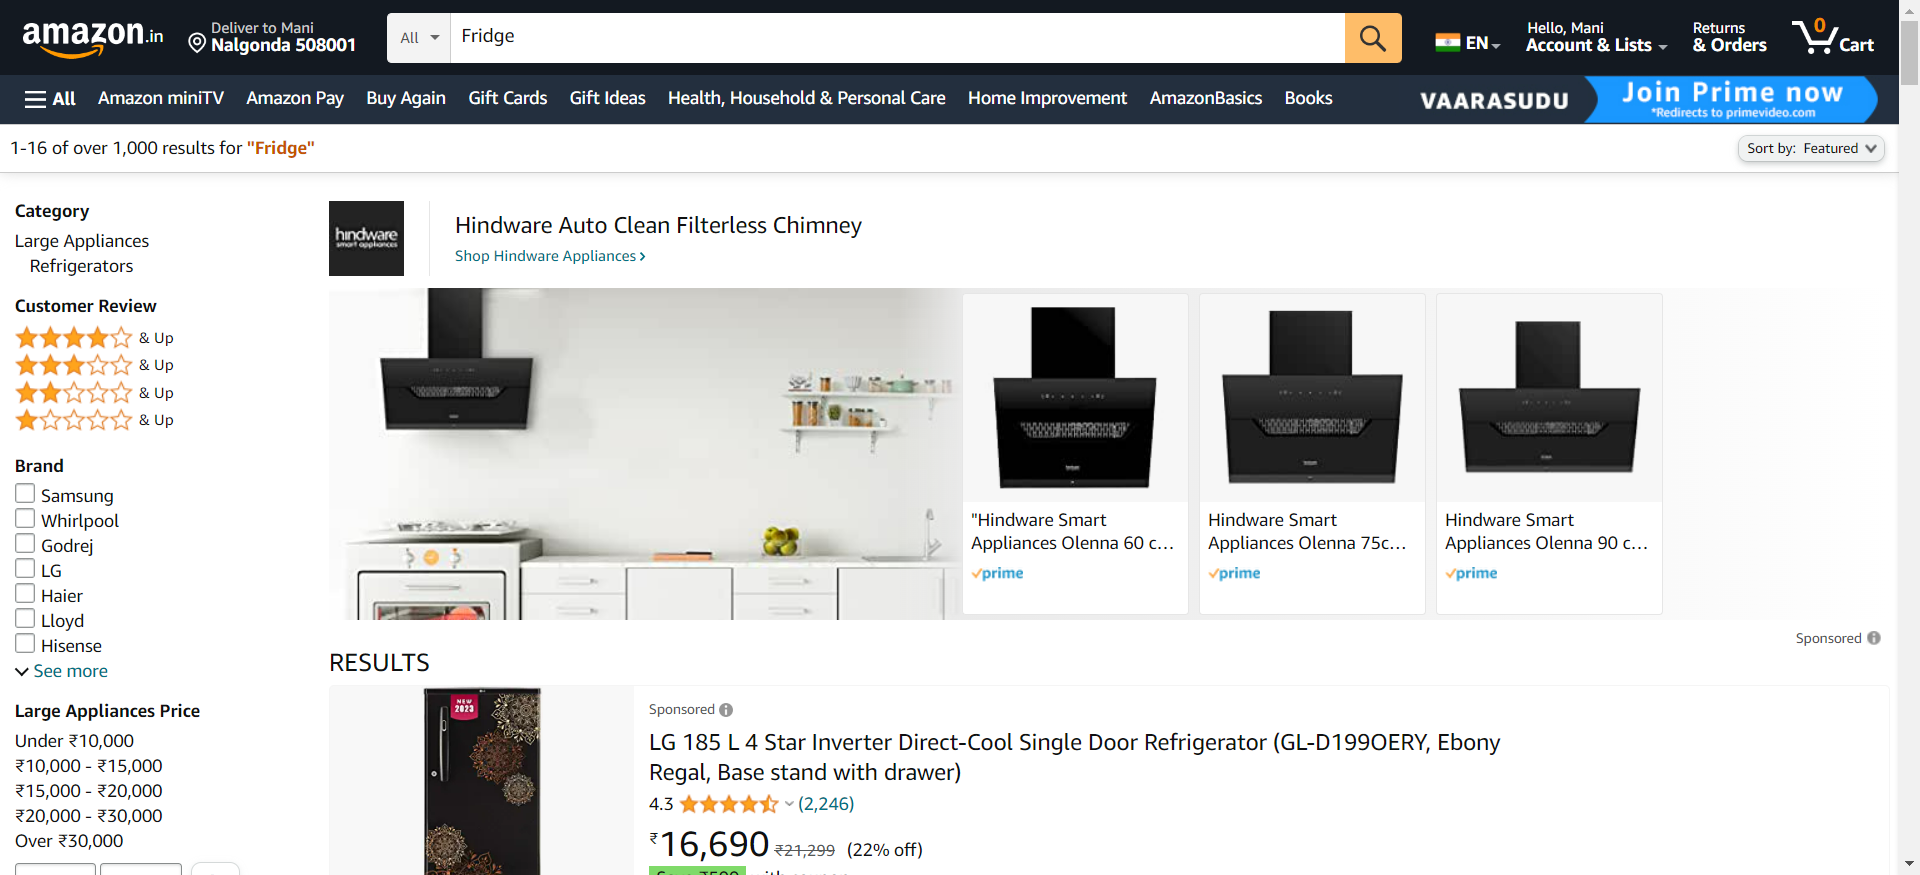 amazon.in
Deliver to Mani
Nalgonda 508001
All
Fridge
EN
Hello, Mani
Account & Lists
Returns
& Orders
0
Cart
All
Amazon miniTV
Amazon Pay
Buy Again
Gift Cards
Gift Ideas
Health, Household & Personal Care
Home Improvement
AmazonBasics
Books
VAARASUDU
Join Prime now
*Redirects to primevideo.com
1-16 of over 1,000 results for "Fridge"
Sort by: Featured
Category
Large Appliances
Refrigerators
Customer Review
& Up
& Up
& Up
& Up
Brand
Samsung
Whirlpool
Godrej
LG
Haier
Lloyd
Hisense
See more
Large Appliances Price
Under ₹10,000
₹10,000 - ₹15,000
₹15,000 - ₹20,000
₹20,000 - ₹30,000
Over ₹30,000
hindware
smart appliances
Hindware Auto Clean Filterless Chimney
Shop Hindware Appliances ›
"Hindware Smart
Appliances Olenna 60 c…
prime
Hindware Smart
Appliances Olenna 75c…
prime
Hindware Smart
Appliances Olenna 90 c…
prime
Sponsored
RESULTS
NEW
2023
Sponsored
LG 185 L 4 Star Inverter Direct-Cool Single Door Refrigerator (GL-D199OERY, Ebony
Regal, Base stand with drawer)
4.3 (2,246)
₹16,690 ₹21,299 (22% off)